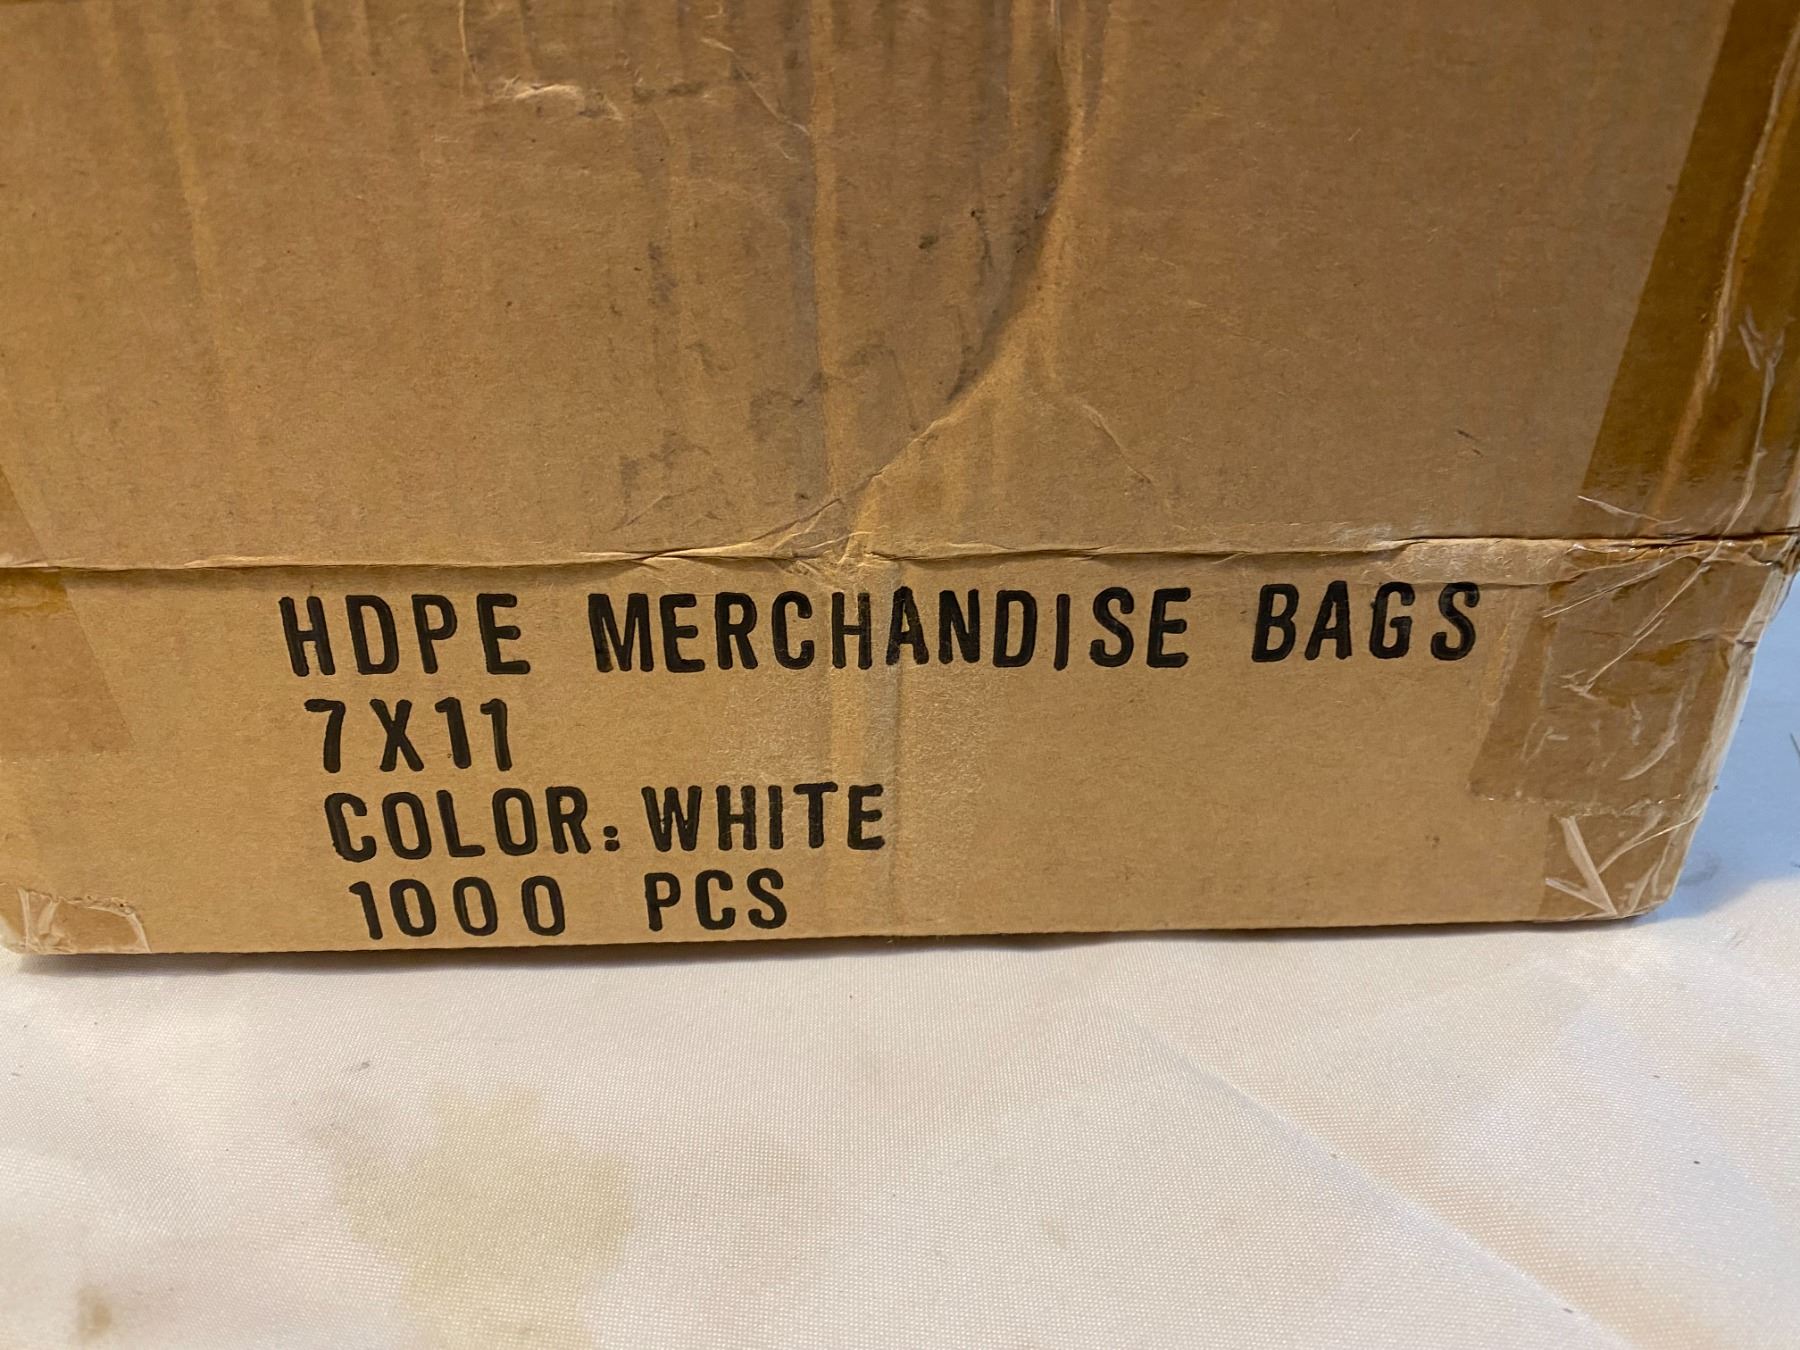 HDPE MERCHANDISE BAGS
7X11
COLOR: WHITE
1000 PCS